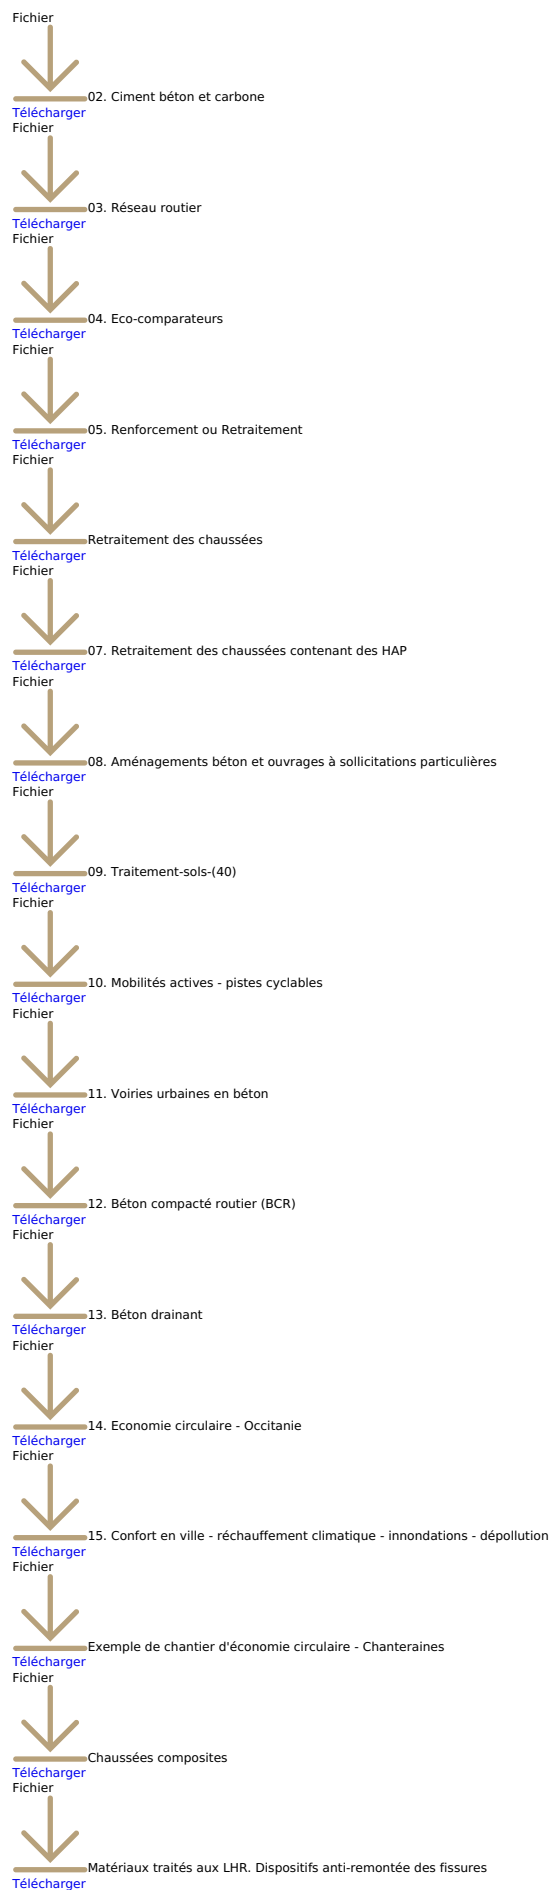 Fichier
02. Ciment béton et carbone
Télécharger
Fichier
03. Réseau routier
Télécharger
Fichier
04. Eco-comparateurs
Télécharger
Fichier
05. Renforcement ou Retraitement
Télécharger
Fichier
Retraitement des chaussées
Télécharger
Fichier
07. Retraitement des chaussées contenant des HAP
Télécharger
Fichier
08. Aménagements béton et ouvrages à sollicitations particulières
Télécharger
Fichier
09. Traitement-sols-(40)
Télécharger
Fichier
10. Mobilités actives - pistes cyclables
Télécharger
Fichier
11. Voiries urbaines en béton
Télécharger
Fichier
12. Béton compacté routier (BCR)
Télécharger
Fichier
13. Béton drainant
Télécharger
Fichier
14. Economie circulaire - Occitanie
Télécharger
Fichier
15. Confort en ville - réchauffement climatique - innondations - dépollution
Télécharger
Fichier
Exemple de chantier d'économie circulaire - Chanteraines
Télécharger
Fichier
Chaussées composites
Télécharger
Fichier
Matériaux traités aux LHR. Dispositifs anti-remontée des fissures
Télécharger